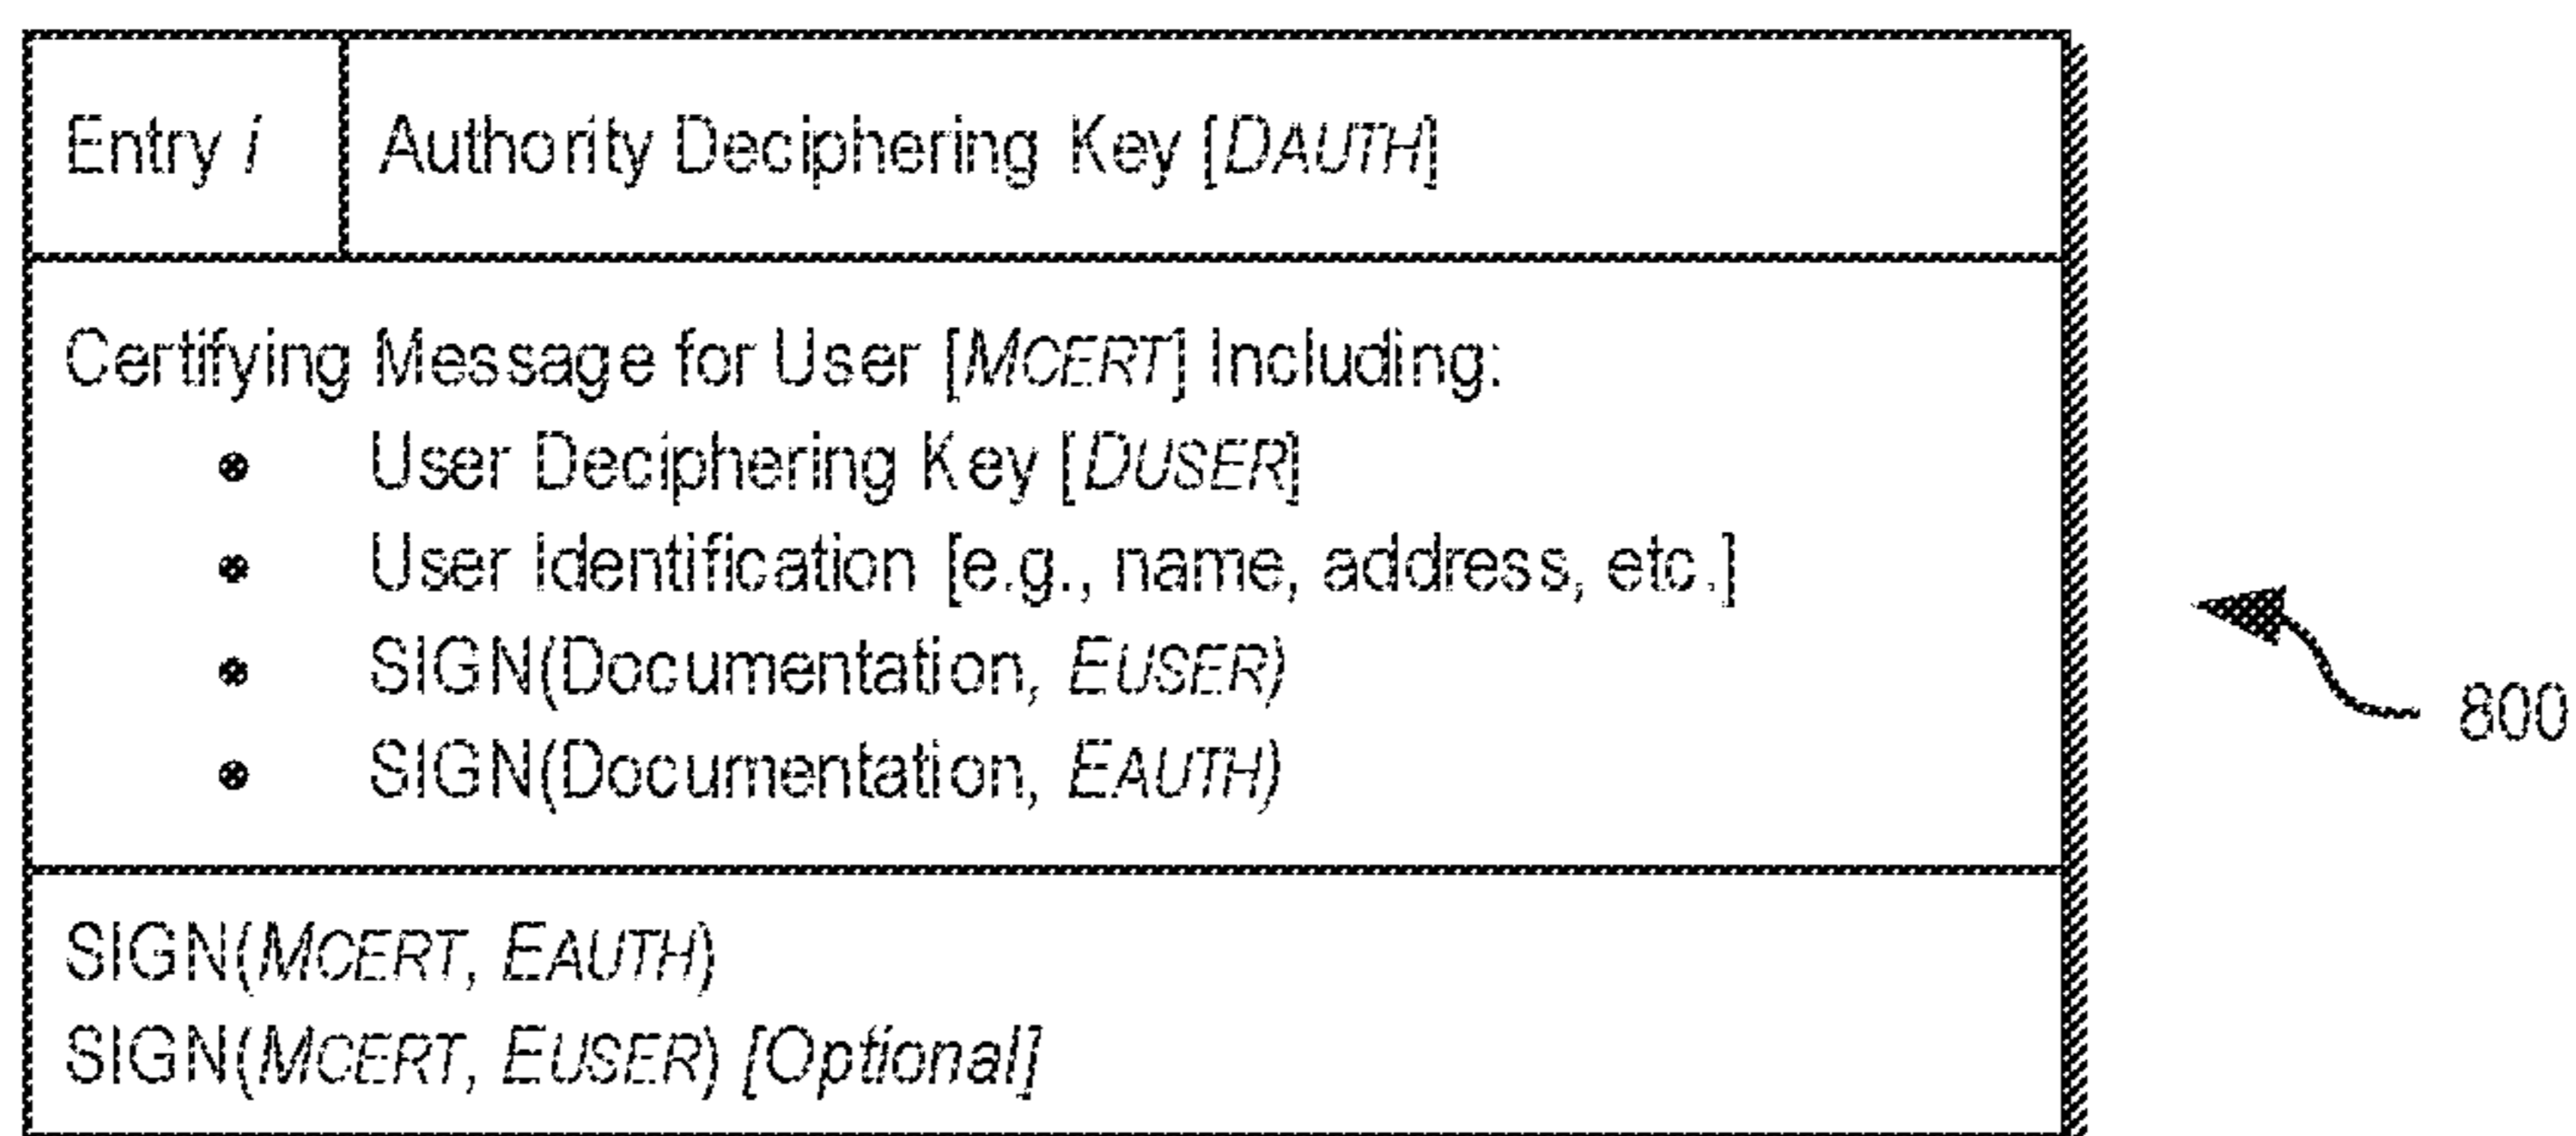 Entry i Authority Deciphering Key [DAUTH]
Certifying Message for User [MCERT] Including:
• User Deciphering Key [DUSER]
• User Identification [e.g., name, address, etc.]
• SIGN(Documentation, EUSER)
• SIGN(Documentation, EAUTH)
800
SIGN(MCERT, EAUTH)
SIGN(MCERT, EUSER) [Optional]